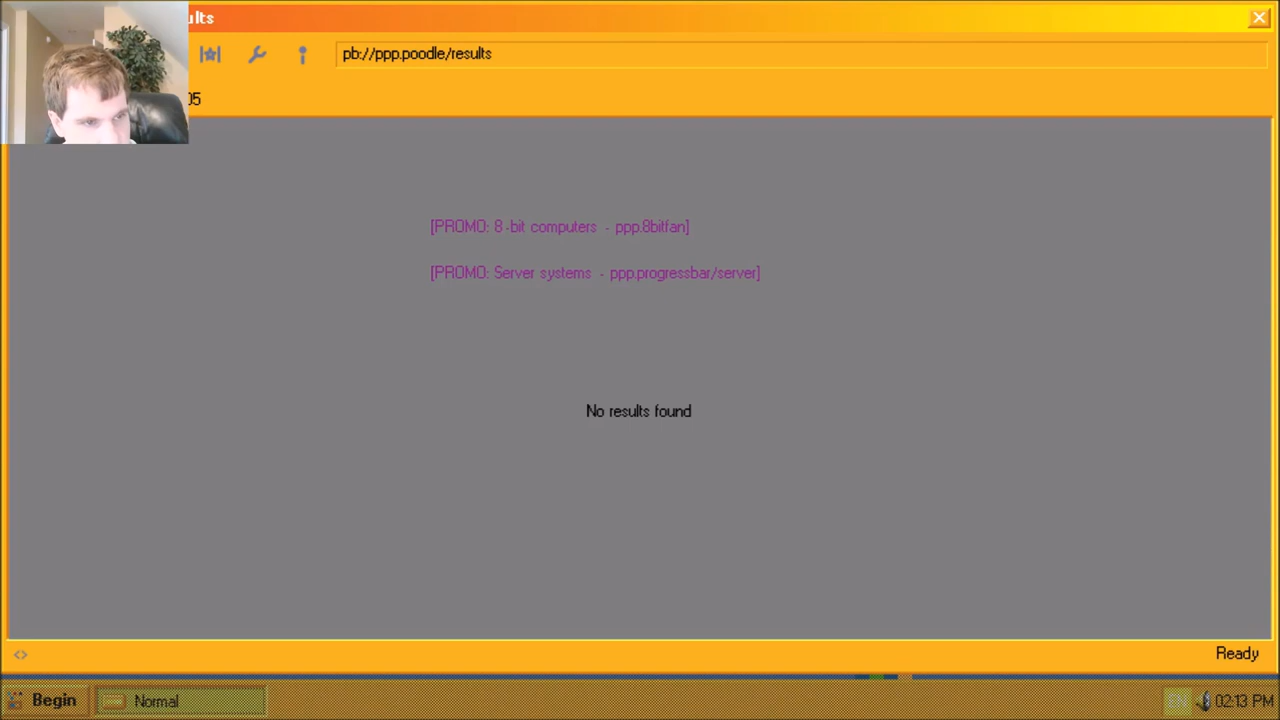 ults
pb://ppp.poodle/results
05
[PROMO: 8-bit computers - ppp.8bitfan]
[PROMO: Server systems - ppp.progressbar/server]
No results found
Ready
Begin
Normal
EN
02:13 PM